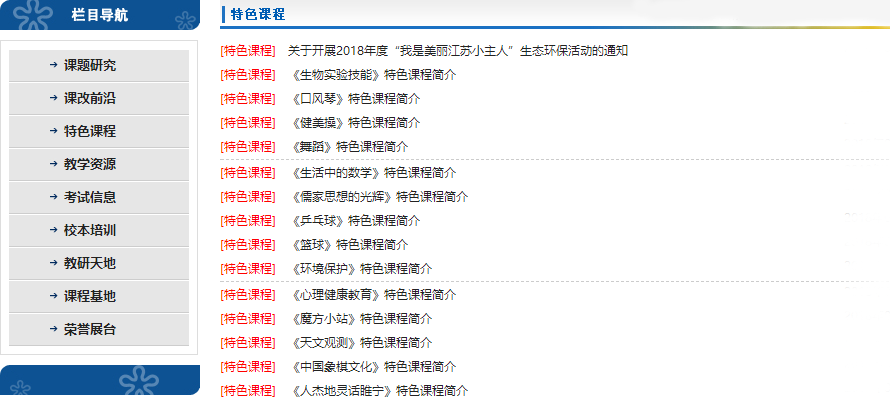 栏目导航
课题研究
课改前沿
特色课程
教学资源
考试信息
校本培训
教研天地
课程基地
荣誉展台
特色课程
[特色课程] 关于开展2018年度“我是美丽江苏小主人”生态环保活动的通知
[特色课程] 《生物实验技能》特色课程简介
[特色课程] 《口风琴》特色课程简介
[特色课程] 《健美操》特色课程简介
[特色课程] 《舞蹈》特色课程简介
[特色课程] 《生活中的数学》特色课程简介
[特色课程] 《儒家思想的光辉》特色课程简介
[特色课程] 《乒乓球》特色课程简介
[特色课程] 《篮球》特色课程简介
[特色课程] 《环境保护》特色课程简介
[特色课程] 《心理健康教育》特色课程简介
[特色课程] 《魔方小站》特色课程简介
[特色课程] 《天文观测》特色课程简介
[特色课程] 《中国象棋文化》特色课程简介
[特色课程] 《人杰地灵话睢宁》特色课程简介